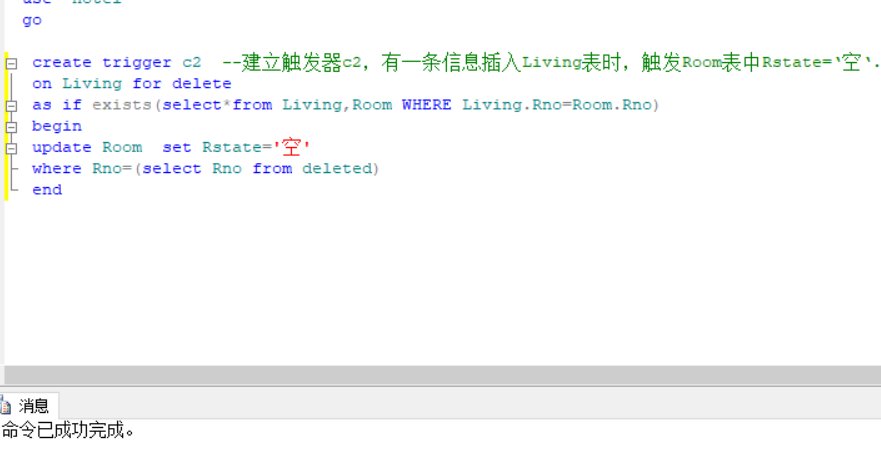 go
create trigger c2  --建立触发器c2，有一条信息插入Living表时，触发Room表中Rstate=‘空‘.
on Living for delete
as if exists(select*from Living,Room WHERE Living.Rno=Room.Rno)
begin
update Room  set Rstate='空'
where Rno=(select Rno from deleted)
end
消息
命令已成功完成。